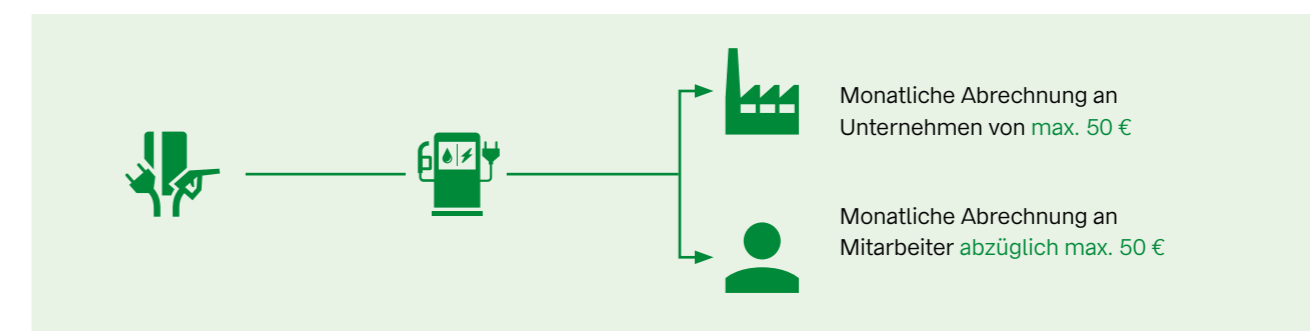 Monatliche Abrechnung an
Unternehmen von max. 50 €
Monatliche Abrechnung an
Mitarbeiter abzüglich max. 50 €